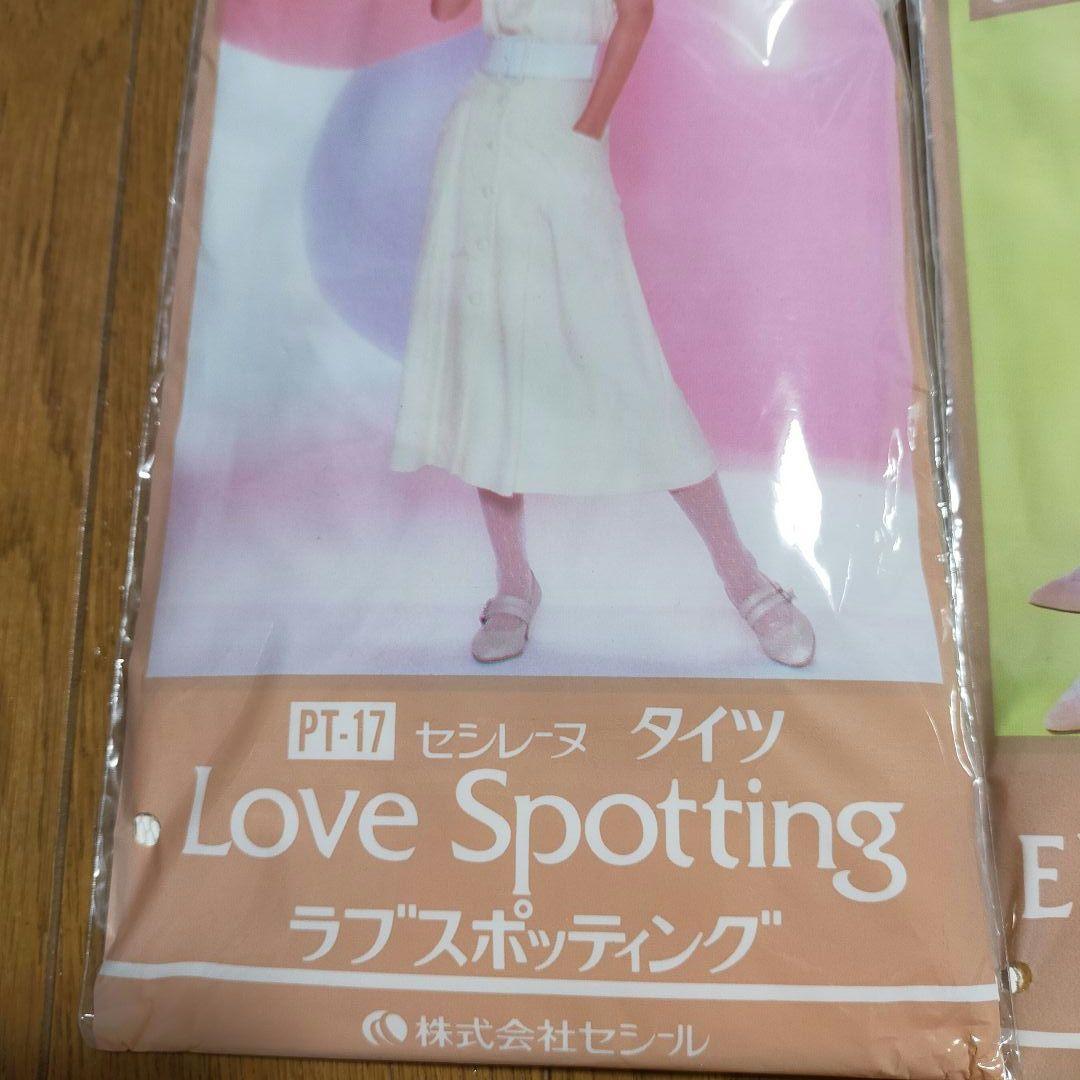 PT-17 セシレーヌ タイツ
Love Spotting
ラブスポッティング
株式会社セシール
E